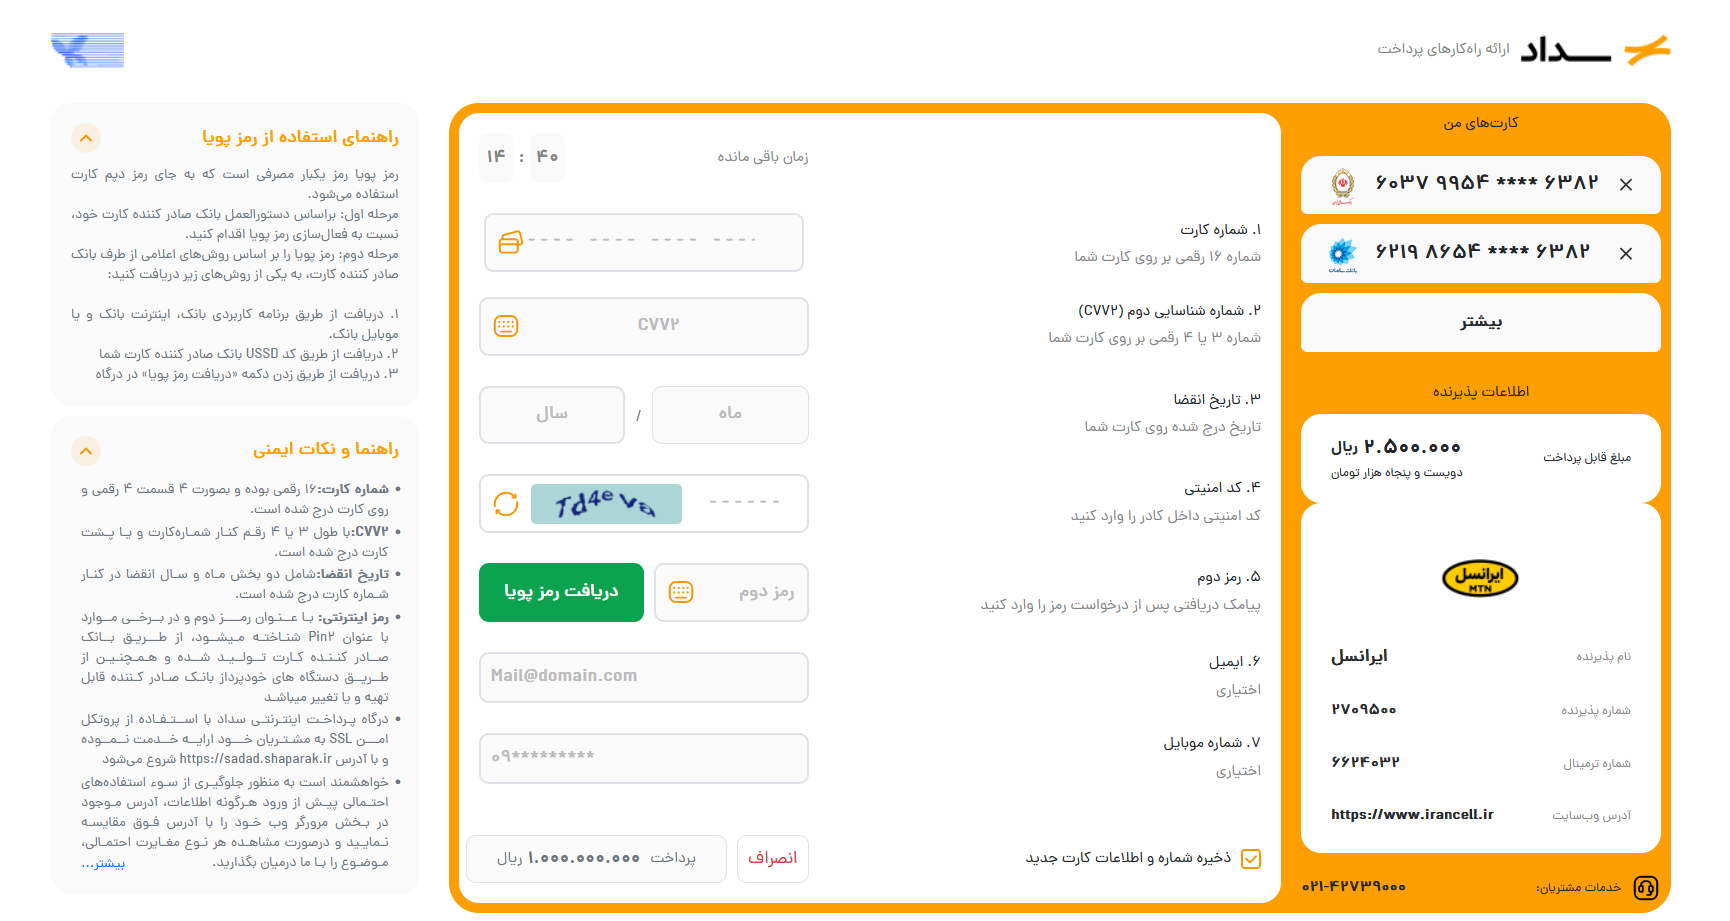 سداد
ارائه راه‌کارهای پرداخت
کارت‌های من
۶۰۳۷ ۹۹۵۴ **** ۶۳۸۲
۶۲۱۹ ۸۶۵۴ **** ۶۳۸۲
بیشتر
اطلاعات پذیرنده
مبلغ قابل پرداخت
۲.۵۰۰.۰۰۰ ریال
دویست و پنجاه هزار تومان
ایرانسل
MTN
نام پذیرنده
ایرانسل
شماره پذیرنده
۲۷۰۹۵۰۰
شماره ترمینال
۶۶۲۴۰۳۲
آدرس وب‌سایت
https://www.irancell.ir
خدمات مشتریان:
۰۲۱-۴۲۷۳۹۰۰۰
زمان باقی مانده
۱۴ : ۴۰
۱. شماره کارت
شماره ۱۶ رقمی بر روی کارت شما
---- ---- ---- ----
۲. شماره شناسایی دوم (CVV۲)
شماره ۳ یا ۴ رقمی بر روی کارت شما
CVV۲
۳. تاریخ انقضا
تاریخ درج شده روی کارت شما
ماه / سال
۴. کد امنیتی
کد امنیتی داخل کادر را وارد کنید
------
Td4eva
۵. رمز دوم
پیامک دریافتی پس از درخواست رمز را وارد کنید
رمز دوم
دریافت رمز پویا
۶. ایمیل
اختیاری
Mail@domain.com
۷. شماره موبایل
اختیاری
۰۹*********
ذخیره شماره و اطلاعات کارت جدید
انصراف
پرداخت ۱.۰۰۰.۰۰۰.۰۰۰ ریال
راهنمای استفاده از رمز پویا
رمز پویا رمز یکبار مصرفی است که به جای رمز دپم کارت
استفاده می‌شود.
مرحله اول: براساس دستورالعمل بانک صادر کننده کارت خود،
نسبت به فعال‌سازی رمز پویا اقدام کنید.
مرحله دوم: رمز پویا را بر اساس روش‌های اعلامی از طرف بانک
صادر کننده کارت، به یکی از روش‌های زیر دریافت کنید:
۱. دریافت از طریق برنامه کاربردی بانک، اینترنت بانک و یا
موبایل بانک.
۲. دریافت از طریق کد USSD بانک صادر کننده کارت شما
۳. دریافت از طریق زدن دکمه «دریافت رمز پویا» در درگاه
راهنما و نکات ایمنی
• شماره کارت:۱۶ رقمی بوده و بصورت ۴ قسمت ۴ رقمی و
روی کارت درج شده است.
• CVV۲:با طول ۳ یا ۴ رقم کنار شماره‌کارت و یا پشت
کارت درج شده است.
• تاریخ انقضا:شامل دو بخش ماه و سال انقضا در کنار
شماره کارت درج شده است.
• رمز اینترنتی: با عنوان رمز دوم و در برخی موارد
با عنوان Pin۲ شناخته میشود، از طریق بانک
صادر کننده کارت تولید شده و همچنین از
طریق دستگاه های خودپرداز بانک صادر کننده قابل
تهیه و یا تغییر میباشد
• درگاه پرداخت اینترنتی سداد با استفاده از پروتکل
امن SSL به مشتریان خود ارایه خدمت نموده
و با آدرس https://sadad.shaparak.ir شروع می‌شود
• خواهشمند است به منظور جلوگیری از سوء استفاده‌های
احتمالی پیش از ورود هرگونه اطلاعات، آدرس موجود
در بخش مرورگر وب خود را با آدرس فوق مقایسه
نمایید و درصورت مشاهده هر نوع مغایرت احتمالی،
موضوع را با ما درمیان بگذارید.
بیشتر...